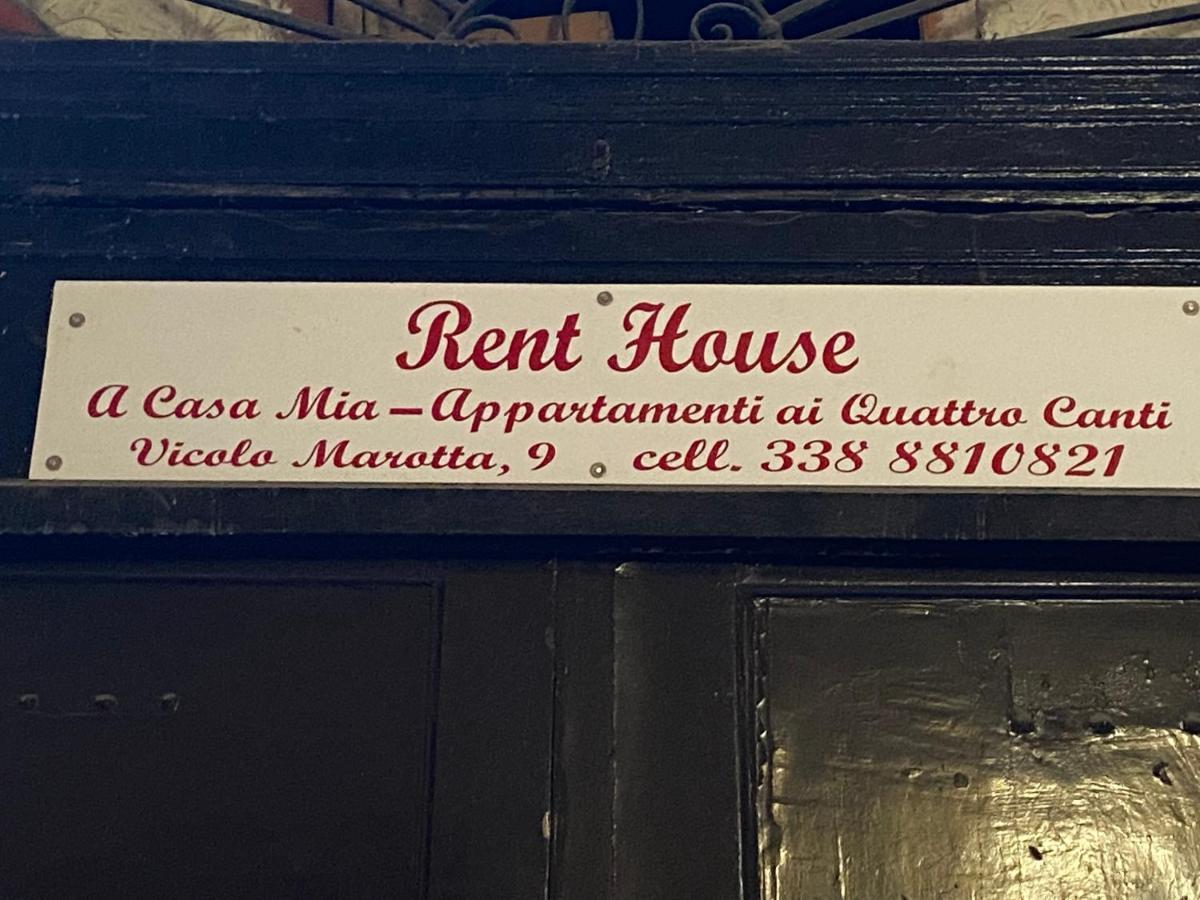 Rent House
A Casa Mia - Appartamenti ai Quattro Canti
Vicolo Marotta, 9 cell. 338 8810821